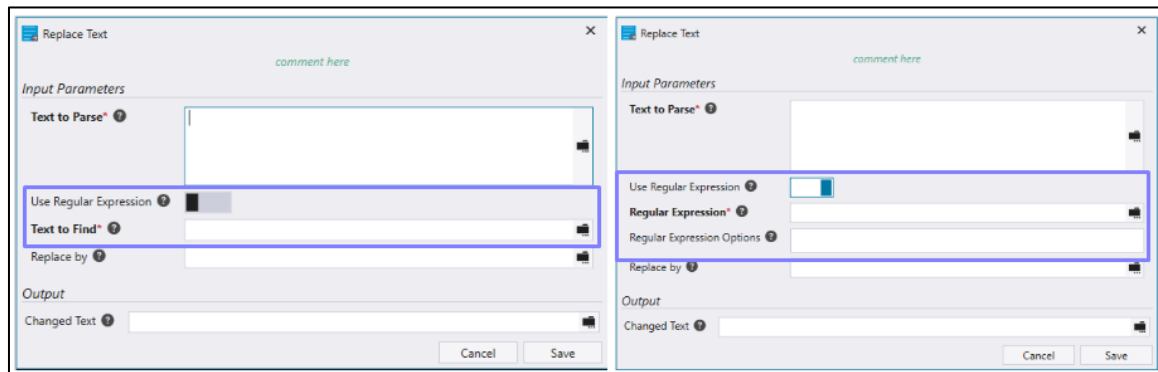 Replace Text
comment here
Input Parameters
Text to Parse*
Use Regular Expression
Text to Find*
Replace by
Output
Changed Text
Cancel Save
Replace Text
comment here
Input Parameters
Text to Parse*
Use Regular Expression
Regular Expression*
Regular Expression Options
Replace by
Output
Changed Text
Cancel Save